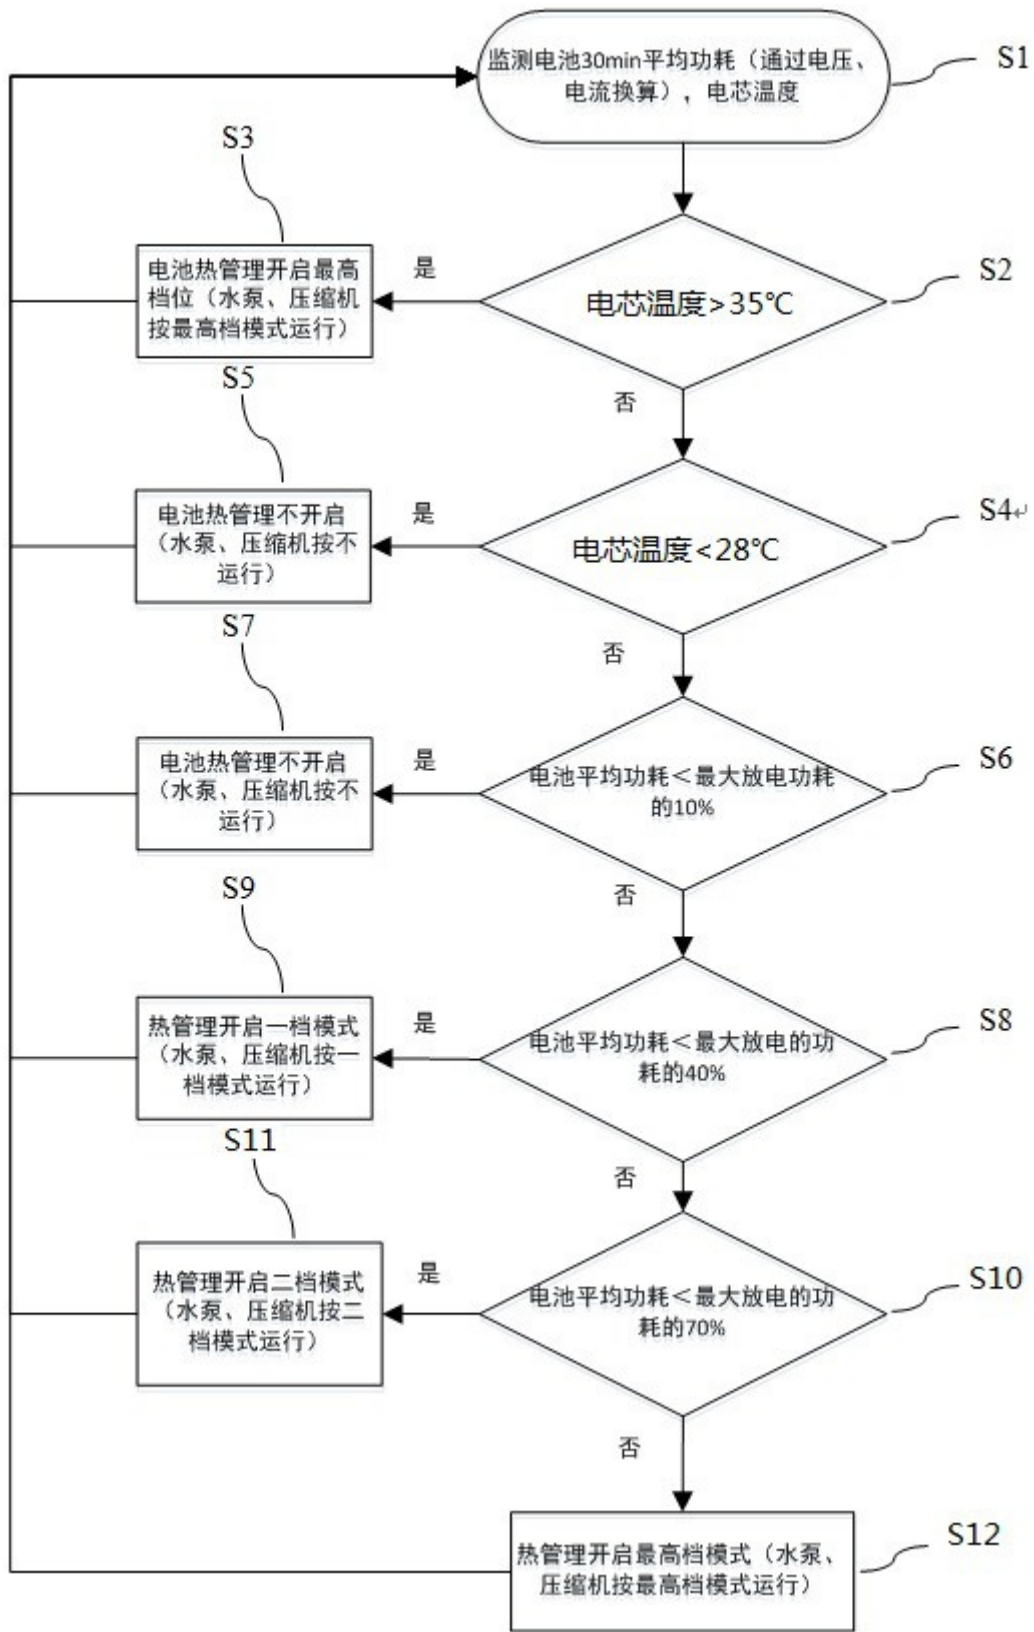 监测电池30min平均功耗（通过电压、
电流换算），电芯温度
S1
S3
电池热管理开启最高
档位（水泵、压缩机
按最高档模式运行）
是
电芯温度>35℃
S2
否
S5
电池热管理不开启
（水泵、压缩机按不
运行）
是
电芯温度<28℃
S4↵
否
S7
电池热管理不开启
（水泵、压缩机按不
运行）
是
电池平均功耗＜最大放电功耗
的10%
S6
否
S9
热管理开启一档模式
（水泵、压缩机按一
档模式运行）
是
电池平均功耗＜最大放电的功
耗的40%
S8
否
S11
热管理开启二档模式
（水泵、压缩机按二
档模式运行）
是
电池平均功耗＜最大放电的功
耗的70%
S10
否
热管理开启最高档模式（水泵、
压缩机按最高档模式运行）
S12